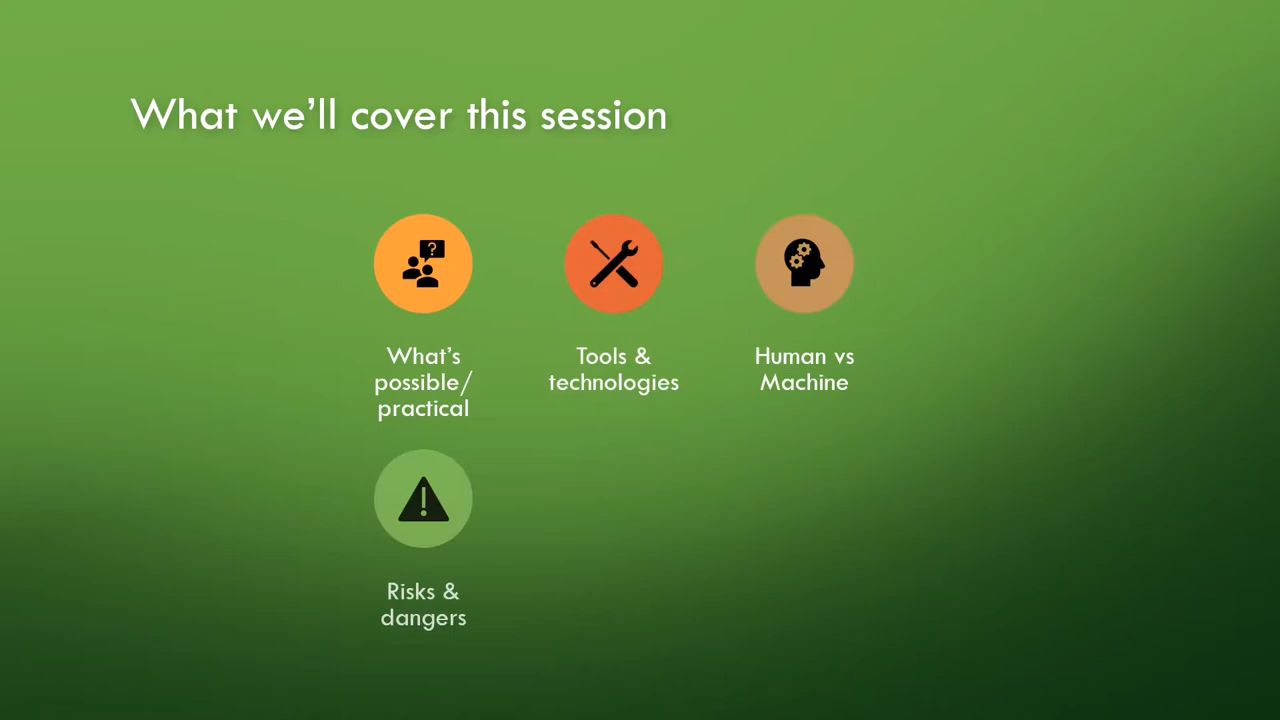 What we’ll cover this session
What’s
possible/
practical
Tools &
technologies
Human vs
Machine
Risks &
dangers